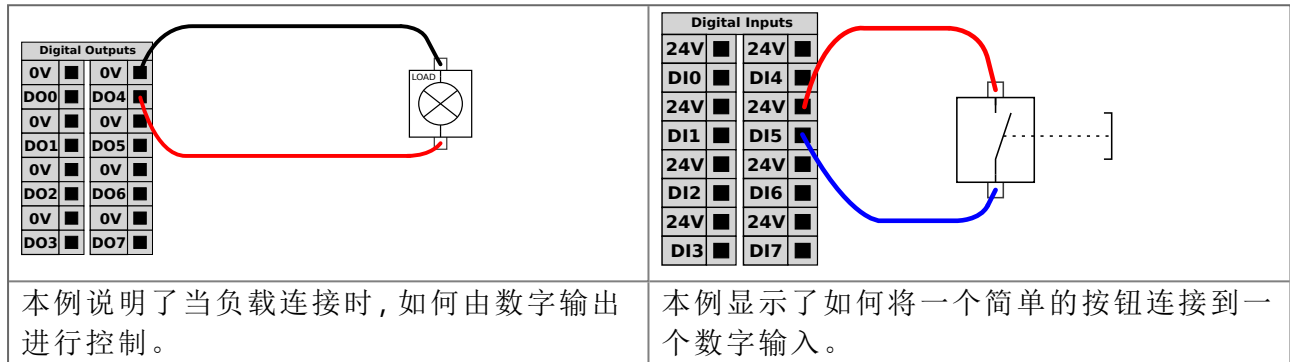 Digital Outputs
0V 0V
DO0 DO4
0V 0V
DO1 DO5
0V 0V
DO2 DO6
0V 0V
DO3 DO7
LOAD
Digital Inputs
24V 24V
DI0 DI4
24V 24V
DI1 DI5
24V 24V
DI2 DI6
24V 24V
DI3 DI7
本例说明了当负载连接时,如何由数字输出
进行控制。
本例显示了如何将一个简单的按钮连接到一
个数字输入。